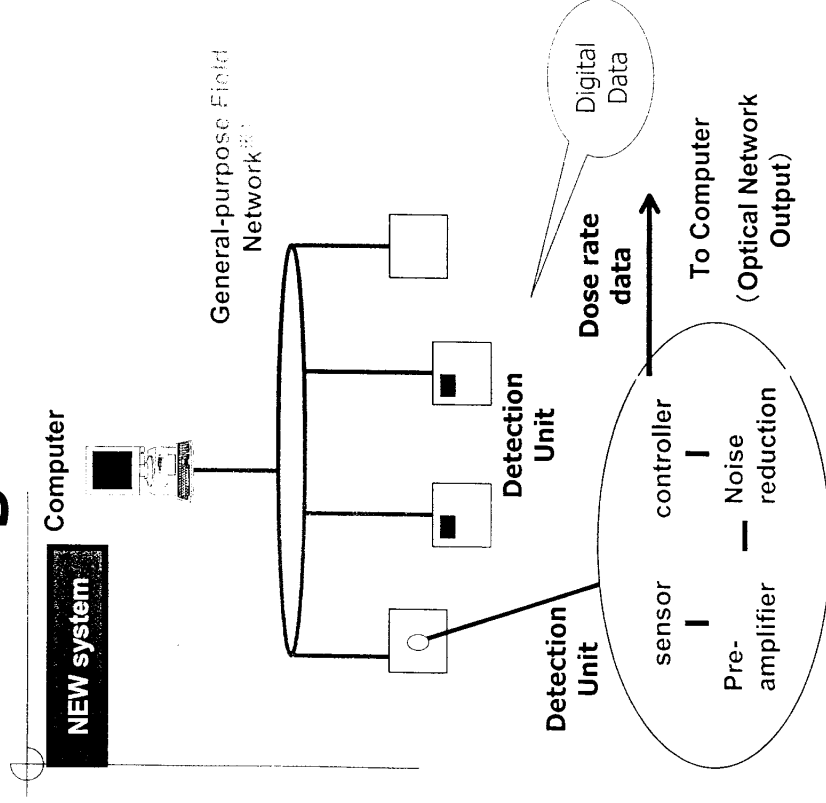 NEW system
Computer
General-purpose Field
Network
Detection
Unit
Detection
Unit
sensor
controller
Pre-
amplifier
Noise
reduction
Dose rate
data
Digital
Data
To Computer
(Optical Network
Output)